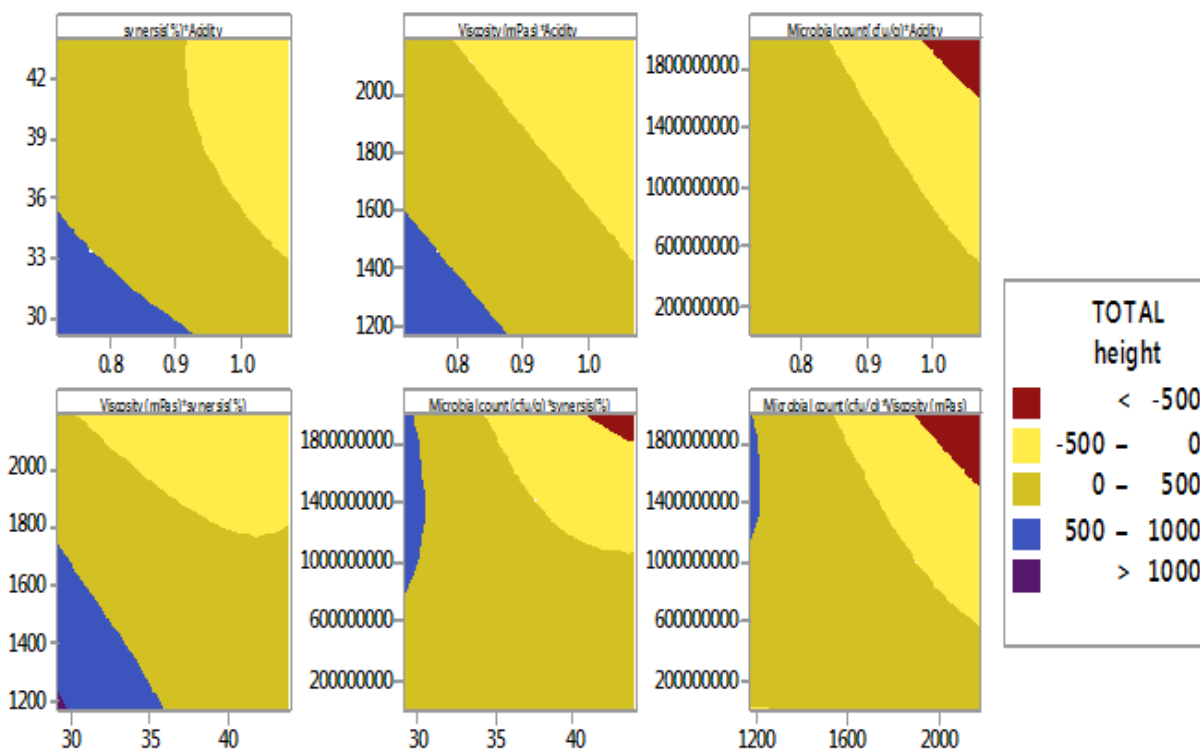 synersis(%)*Acidity
Viscosity(mPas)*Acidity
Microbial count(cfu/g)*Acidity
42
39
36
33
30
0.8 0.9 1.0
2000
1800
1600
1400
1200
0.8 0.9 1.0
1800000000
1400000000
1000000000
600000000
200000000
0.8 0.9 1.0
Viscosity(mPas)*synersis(%)
Microbial count(cfu/g)*synersis(%)
Microbial count(cfu/g)*Viscosity(mPas)
2000
1800
1600
1400
1200
30 35 40
1800000000
1400000000
1000000000
600000000
200000000
30 35 40
1800000000
1400000000
1000000000
600000000
200000000
1200 1600 2000
TOTAL
height
< -500
-500 – 0
0 – 500
500 – 1000
> 1000